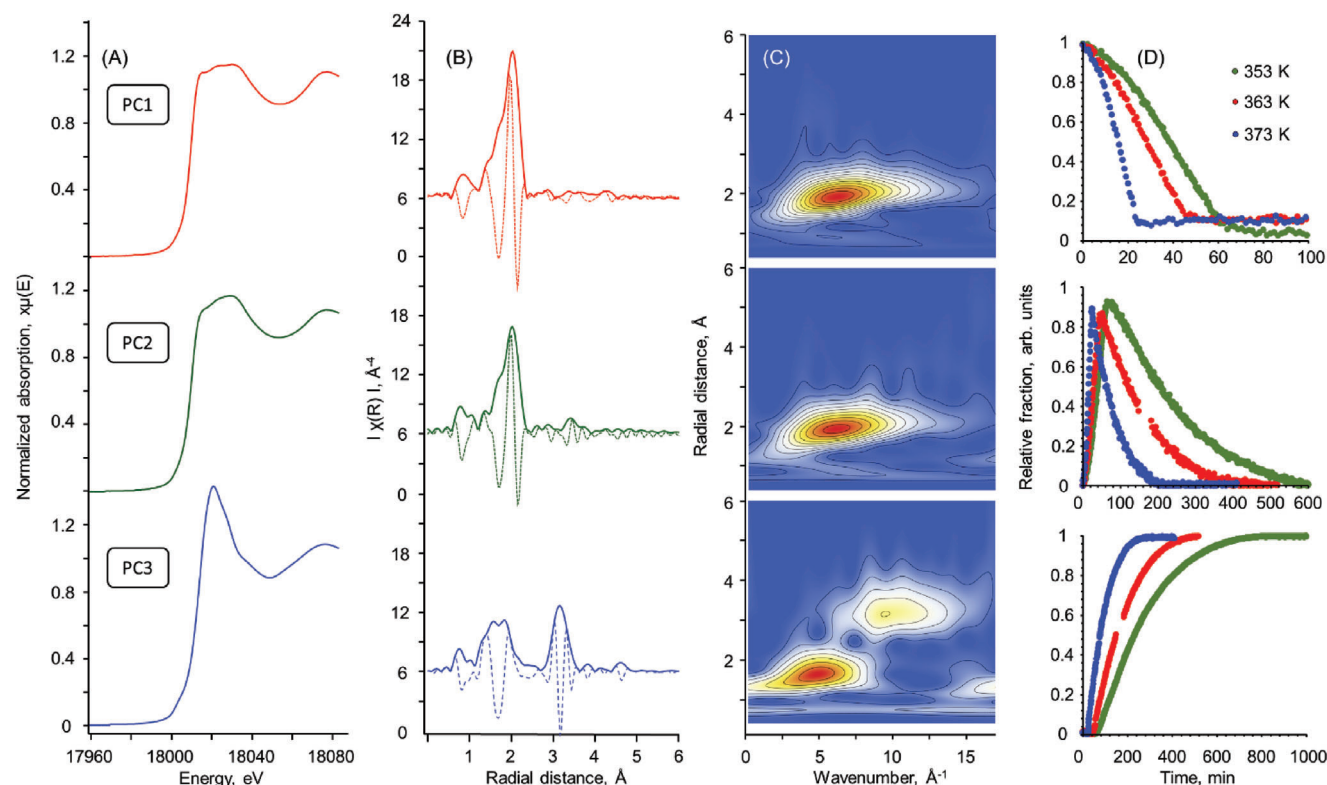 (A)
PC1
PC2
PC3
1.2
0.8
0.4
1.2
0.8
0.4
1.2
0.8
0.4
0
17960 18000 18040 18080
Energy, eV
Normalized absorption, xμ(E)
(B)
24
18
12
6
0
18
12
6
0
18
12
6
0
0 1 2 3 4 5 6
Radial distance, Å
I χ(R) I, Å-4
(C)
6
4
2
6
4
2
6
4
2
0 5 10 15
Wavenumber, Å-1
Radial distance, Å
(D)
353 K
363 K
373 K
1
0.8
0.6
0.4
0.2
0
0 20 40 60 80 100
1
0.8
0.6
0.4
0.2
0
0 100 200 300 400 500 600
1
0.8
0.6
0.4
0.2
0
0 200 400 600 800 1000
Time, min
Relative fraction, arb. units